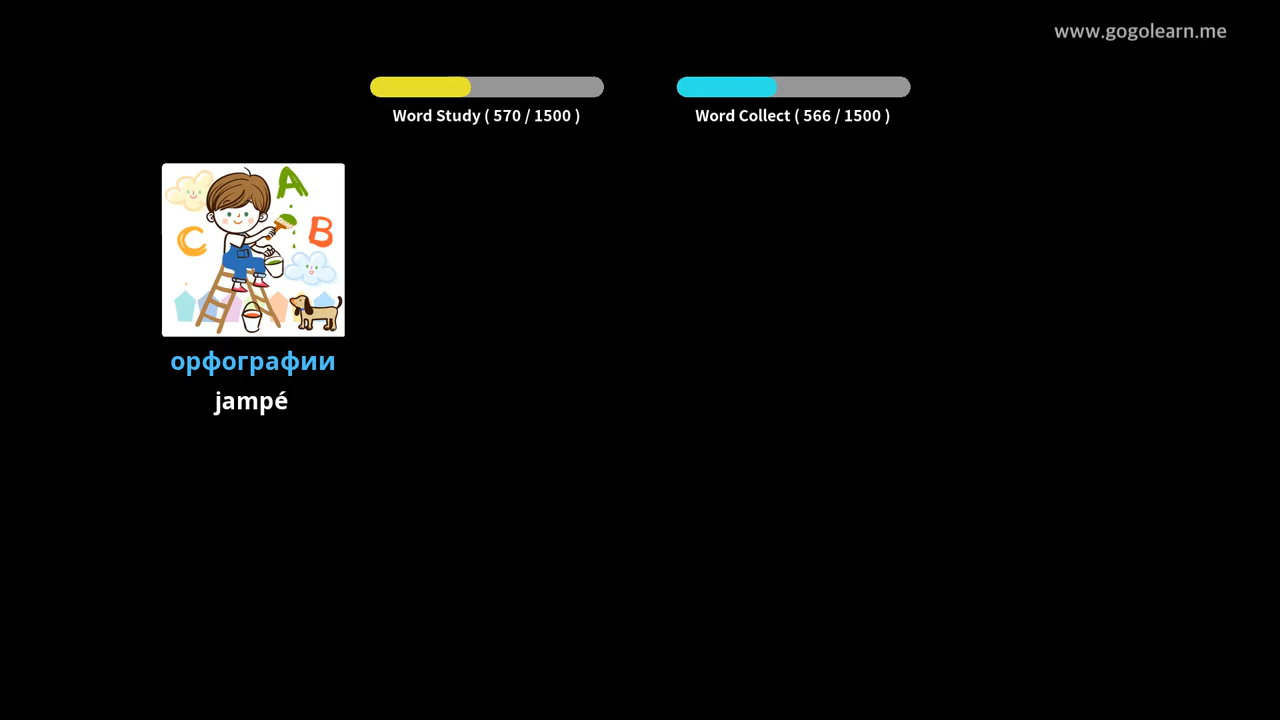 www.gogolearn.me
Word Study ( 570 / 1500 )
Word Collect ( 566 / 1500 )
A
B
C
орфографии
jampé